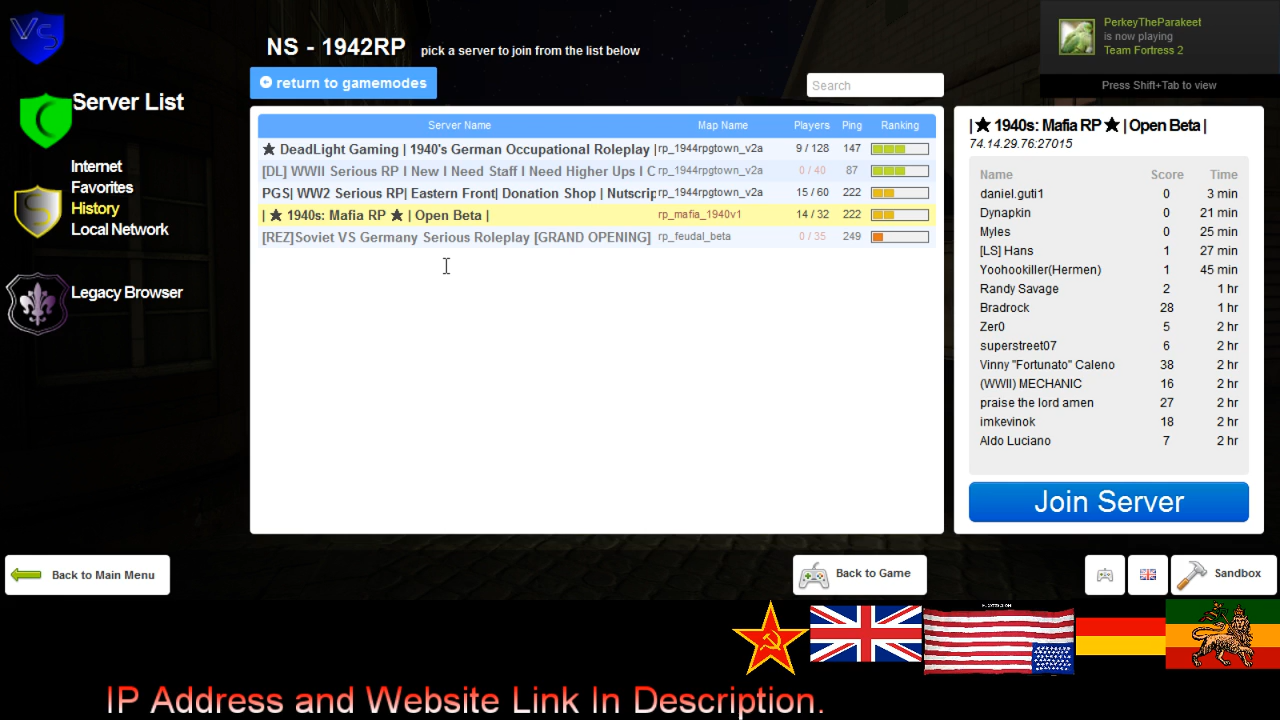 VS
NS - 1942RP pick a server to join from the list below
PerkeyTheParakeet
is now playing
Team Fortress 2
Press Shift+Tab to view
return to gamemodes
Search
Server List
Internet
Favorites
History
Local Network
Legacy Browser
Server Name Map Name Players Ping Ranking
★ DeadLight Gaming | 1940's German Occupational Roleplay | rp_1944rpgtown_v2a 9 / 128 147
[DL] WWII Serious RP I New I Need Staff I Need Higher Ups I C rp_1944rpgtown_v2a 0 / 40 87
PGS| WW2 Serious RP| Eastern Front| Donation Shop | Nutscrip rp_1944rpgtown_v2a 15 / 60 222
| ★ 1940s: Mafia RP ★ | Open Beta | rp_mafia_1940v1 14 / 32 222
[REZ]Soviet VS Germany Serious Roleplay [GRAND OPENING] rp_feudal_beta 0 / 35 249
| ★ 1940s: Mafia RP ★ | Open Beta |
74.14.29.76:27015
Name Score Time
daniel.guti1 0 3 min
Dynapkin 0 21 min
Myles 0 25 min
[LS] Hans 1 27 min
Yoohookiller(Hermen) 1 45 min
Randy Savage 2 1 hr
Bradrock 28 1 hr
Zer0 5 2 hr
superstreet07 6 2 hr
Vinny "Fortunato" Caleno 38 2 hr
(WWII) MECHANIC 16 2 hr
praise the lord amen 27 2 hr
imkevinok 18 2 hr
Aldo Luciano 7 2 hr
Join Server
Back to Main Menu
Back to Game
Sandbox
IP Address and Website Link In Description.